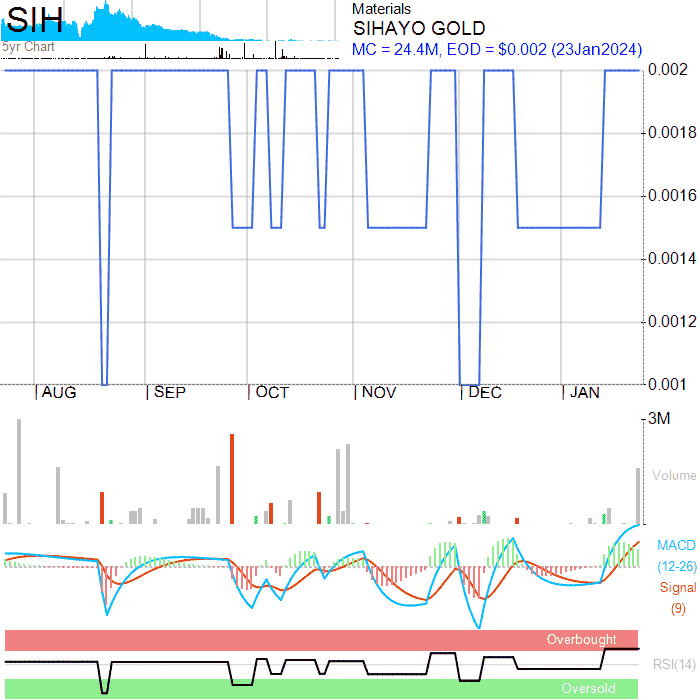 SIH
5yr Chart
Materials
SIHAYO GOLD
MC = 24.4M, EOD = $0.002 (23Jan2024)
0.002
0.0018
0.0016
0.0014
0.0012
0.001
AUG SEP OCT NOV DEC JAN
3M
Volume
MACD
(12-26)
Signal
(9)
Overbought
RSI(14)
Oversold